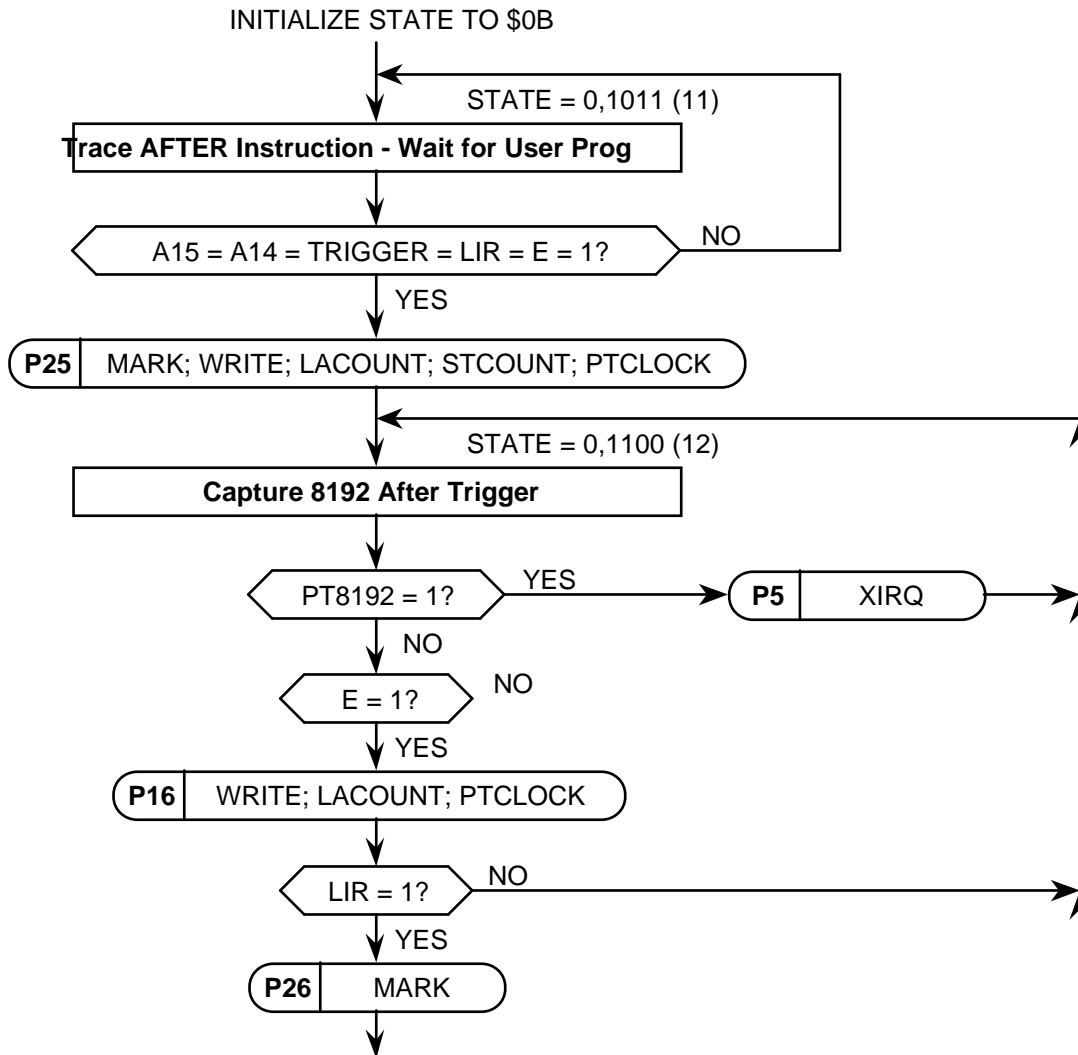 INITIALIZE STATE TO $0B
STATE = 0,1011 (11)
Trace AFTER Instruction - Wait for User Prog
A15 = A14 = TRIGGER = LIR = E = 1?
NO
YES
P25 MARK; WRITE; LACOUNT; STCOUNT; PTCLOCK
STATE = 0,1100 (12)
Capture 8192 After Trigger
PT8192 = 1?
YES
P5 XIRQ
NO
E = 1?
NO
YES
P16 WRITE; LACOUNT; PTCLOCK
LIR = 1?
NO
YES
P26 MARK